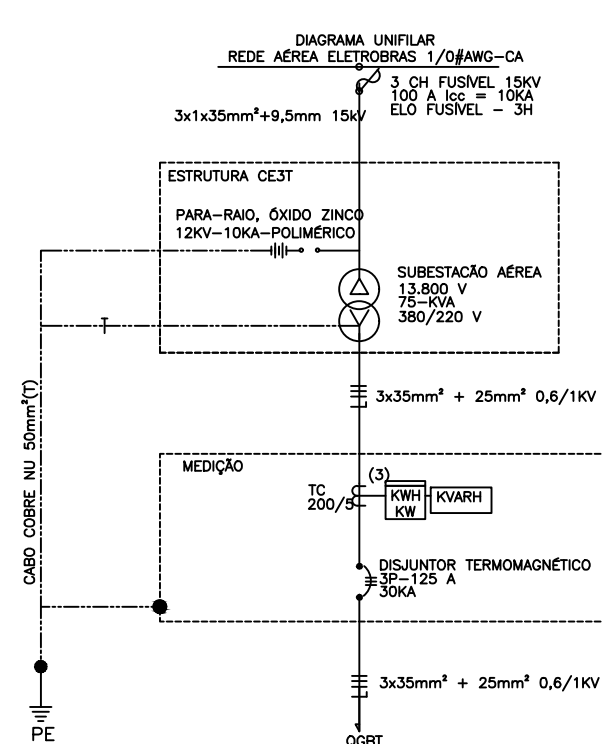 DIAGRAMA UNIFILAR
REDE AÉREA ELETROBRAS 1/0#AWG-CA
3 CH FUSÍVEL 15KV
100 A Icc = 10KA
ELO FUSÍVEL - 3H
3x1x35mm²+9,5mm 15kV
ESTRUTURA CE3T
PARA-RAIO, ÓXIDO ZINCO
12KV-10KA-POLIMÉRICO
SUBESTACÃO AÉREA
13.800 V
75-KVA
380/220 V
T
3x35mm² + 25mm² 0,6/1KV
CABO COBRE NU 50mm²(T)
MEDIÇÃO
(3)
TC
200/5
KWH
KW
KVARH
DISJUNTOR TERMOMAGNÉTICO
3P-125 A
30KA
3x35mm² + 25mm² 0,6/1KV
PE
QGBT